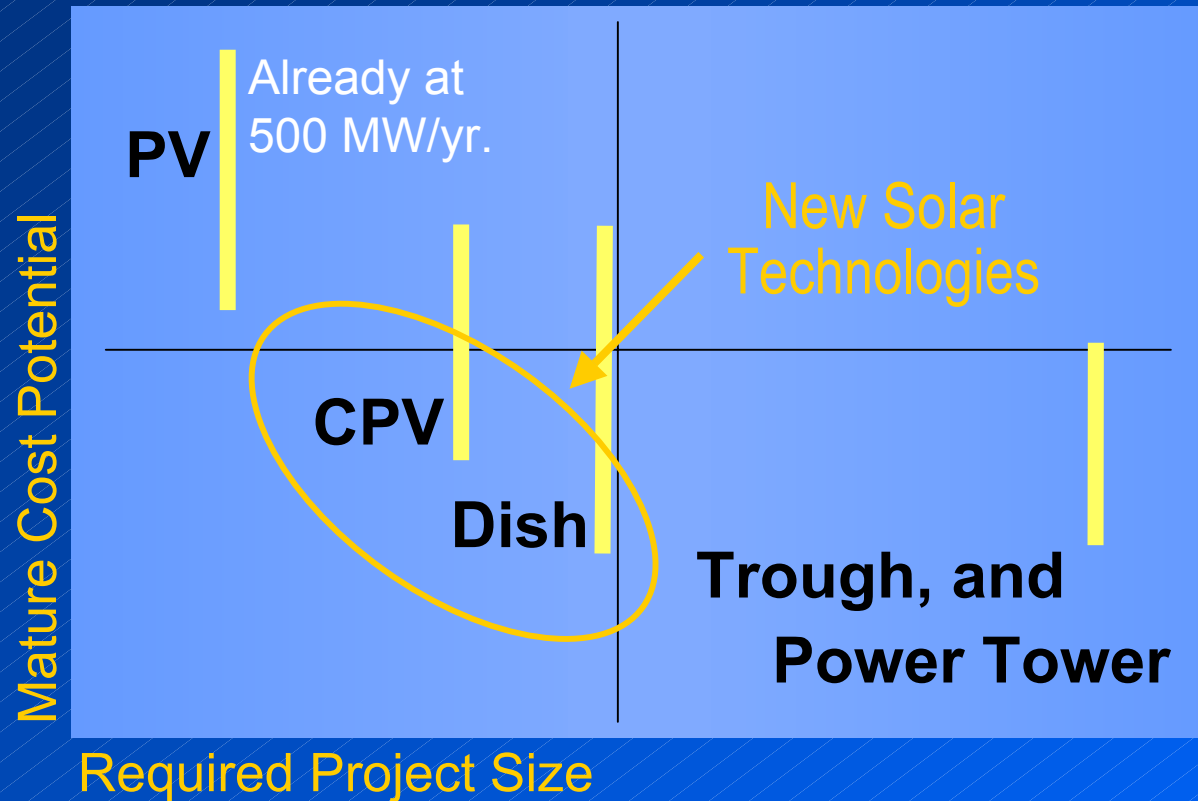 Already at
500 MW/yr.
PV
New Solar
Technologies
CPV
Dish
Trough, and
Power Tower
Mature Cost Potential
Required Project Size